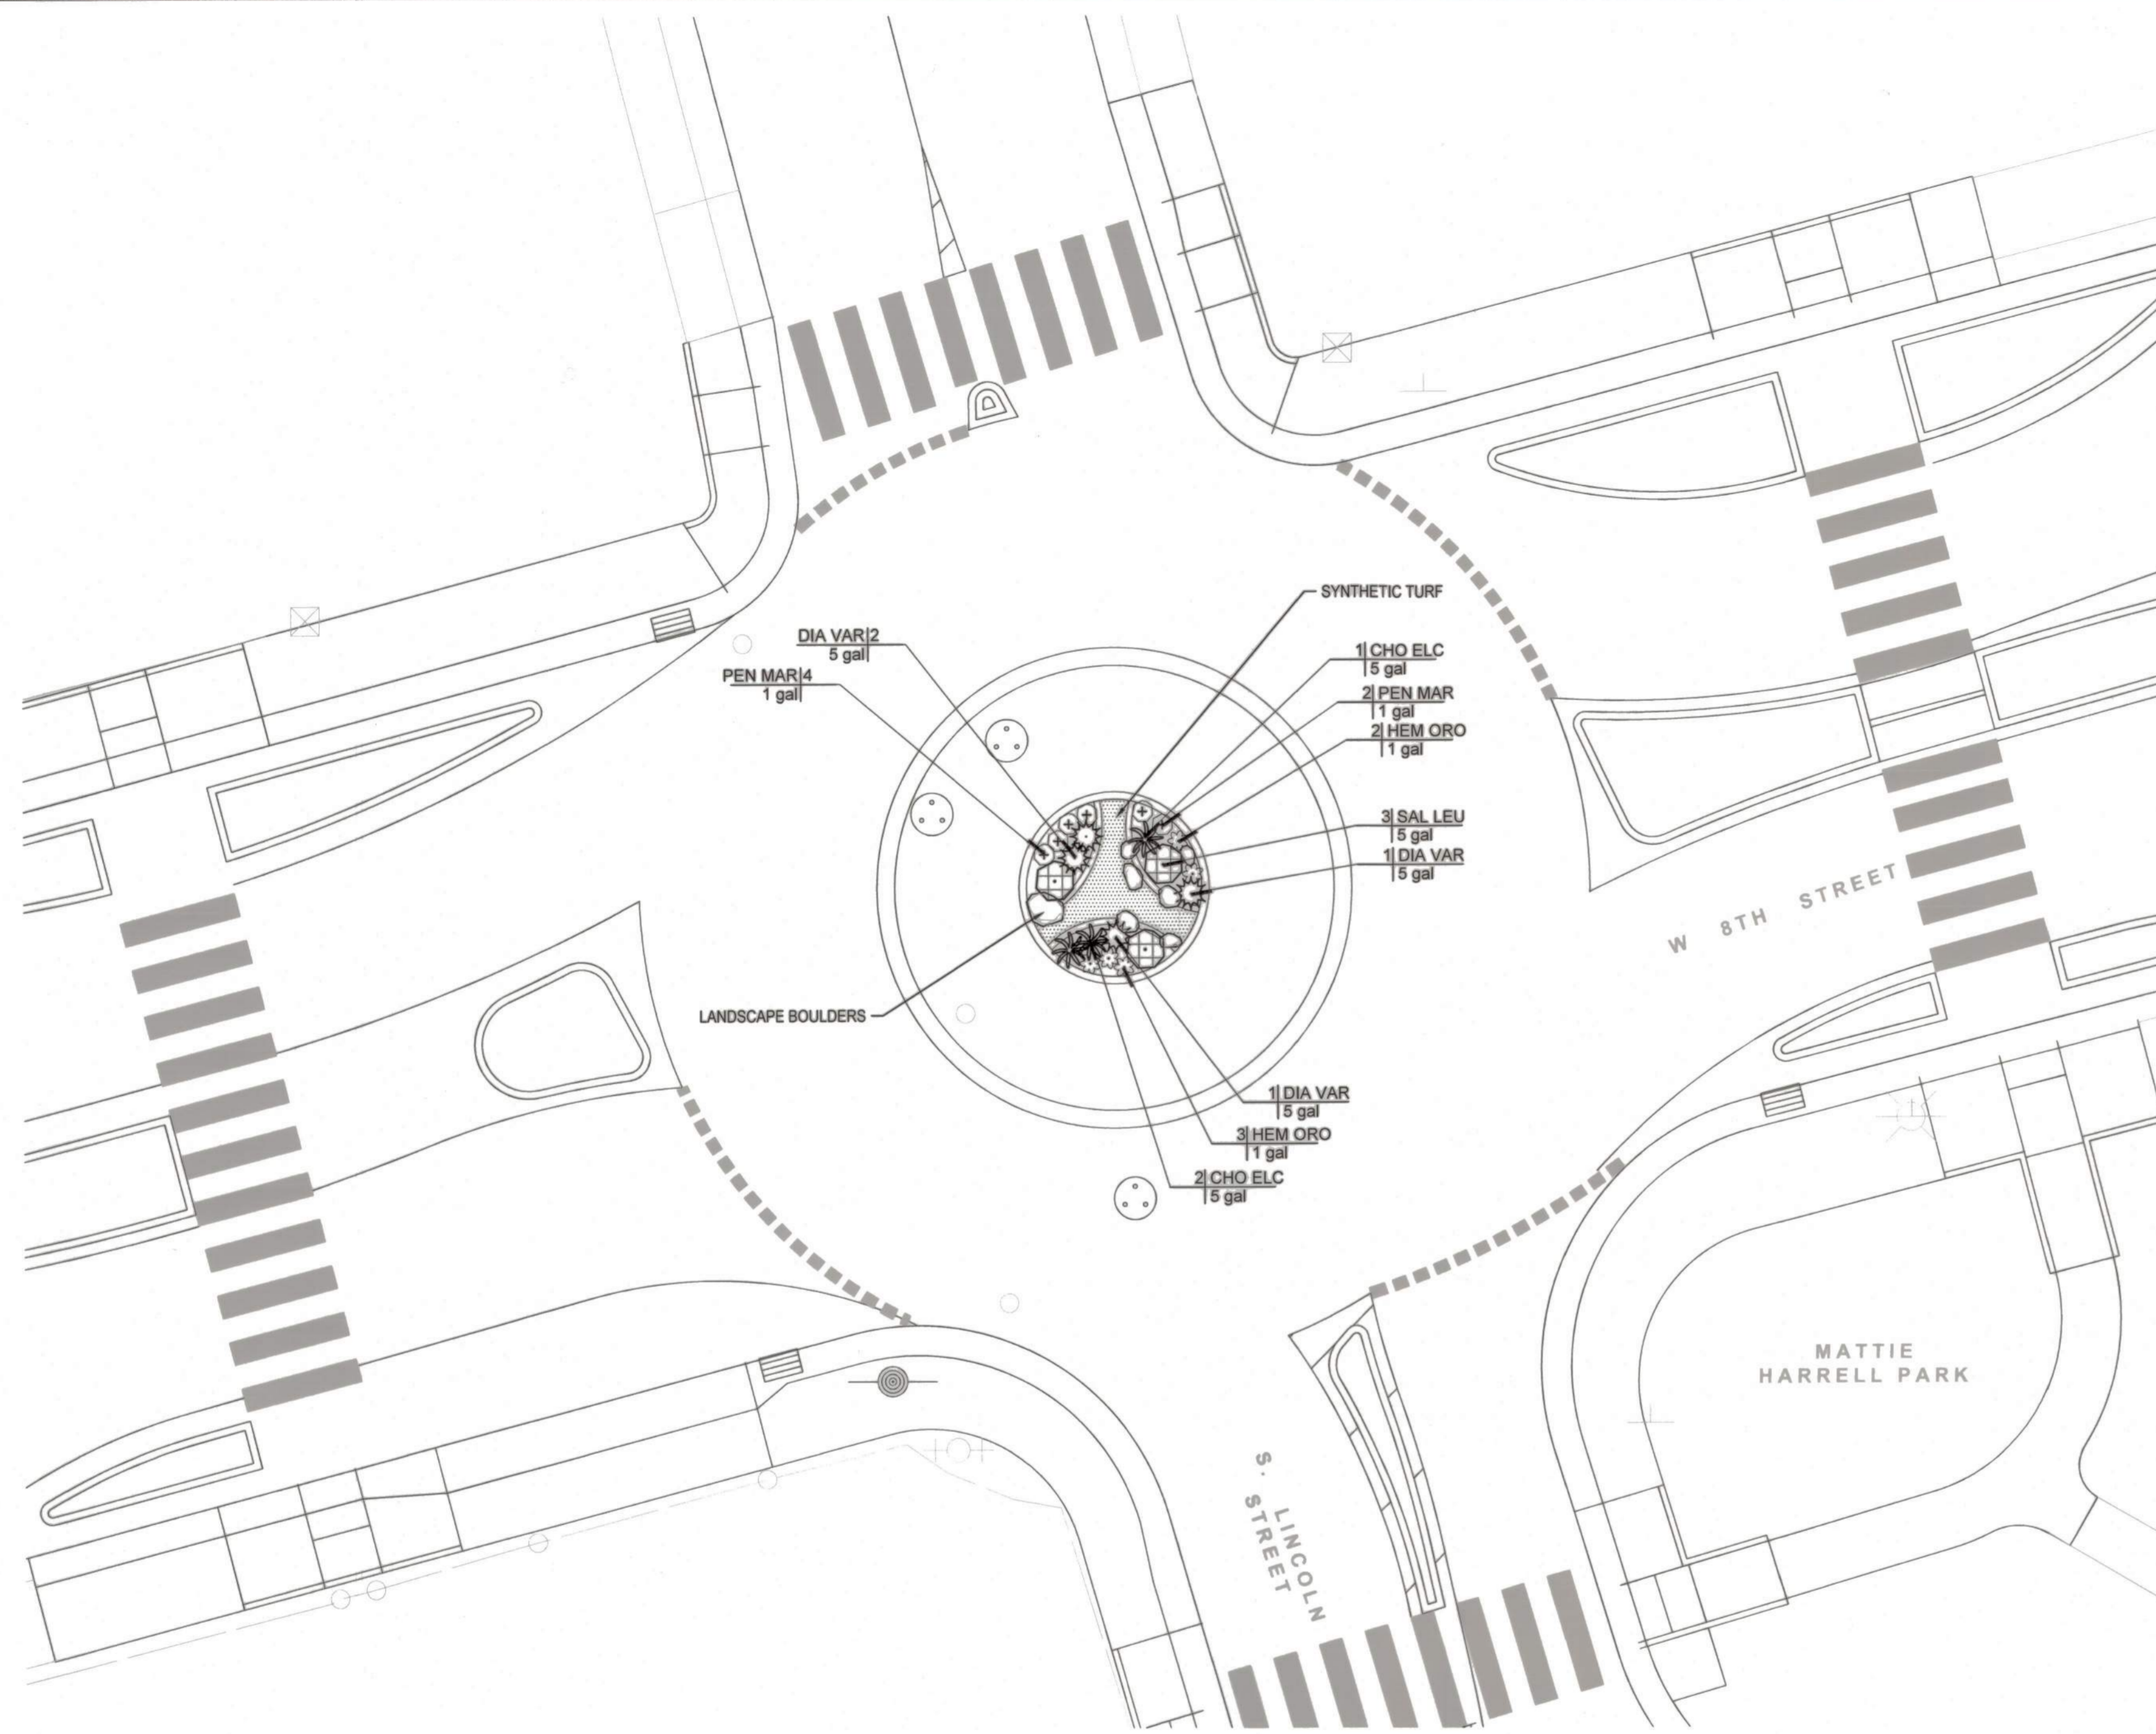 SYNTHETIC TURF
DIA VAR|2
5 gal
PEN MAR|4
1 gal
1|CHO ELC
5 gal
2|PEN MAR
1 gal
2|HEM ORO
1 gal
3|SAL LEU
5 gal
1|DIA VAR
5 gal
W 8TH STREET
LANDSCAPE BOULDERS
1|DIA VAR
5 gal
3|HEM ORO
1 gal
2|CHO ELC
5 gal
MATTIE
HARRELL PARK
S. LINCOLN
STREET